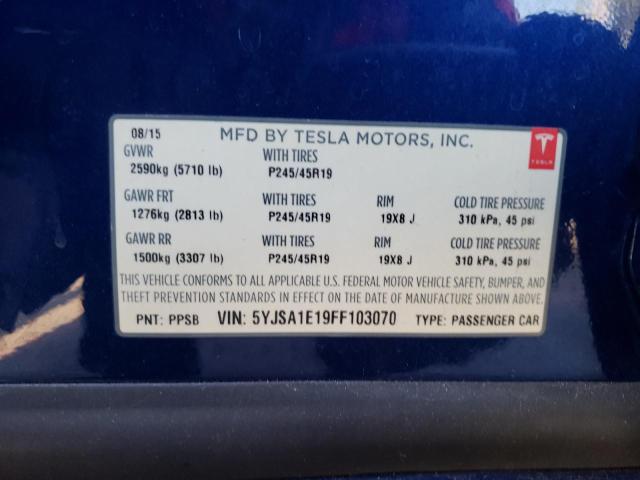 08/15 MFD BY TESLA MOTORS, INC.
GVWR WITH TIRES
2590kg (5710 lb) P245/45R19
TESLA
GAWR FRT WITH TIRES RIM COLD TIRE PRESSURE
1276kg (2813 lb) P245/45R19 19X8 J 310 kPa, 45 psi
GAWR RR WITH TIRES RIM COLD TIRE PRESSURE
1500kg (3307 lb) P245/45R19 19X8 J 310 kPa, 45 psi
THIS VEHICLE CONFORMS TO ALL APPLICABLE U.S. FEDERAL MOTOR VEHICLE SAFETY, BUMPER, AND
THEFT PREVENTION STANDARDS IN EFFECT ON THE DATE OF MANUFACTURE SHOWN ABOVE.
PNT: PPSB VIN: 5YJSA1E19FF103070 TYPE: PASSENGER CAR